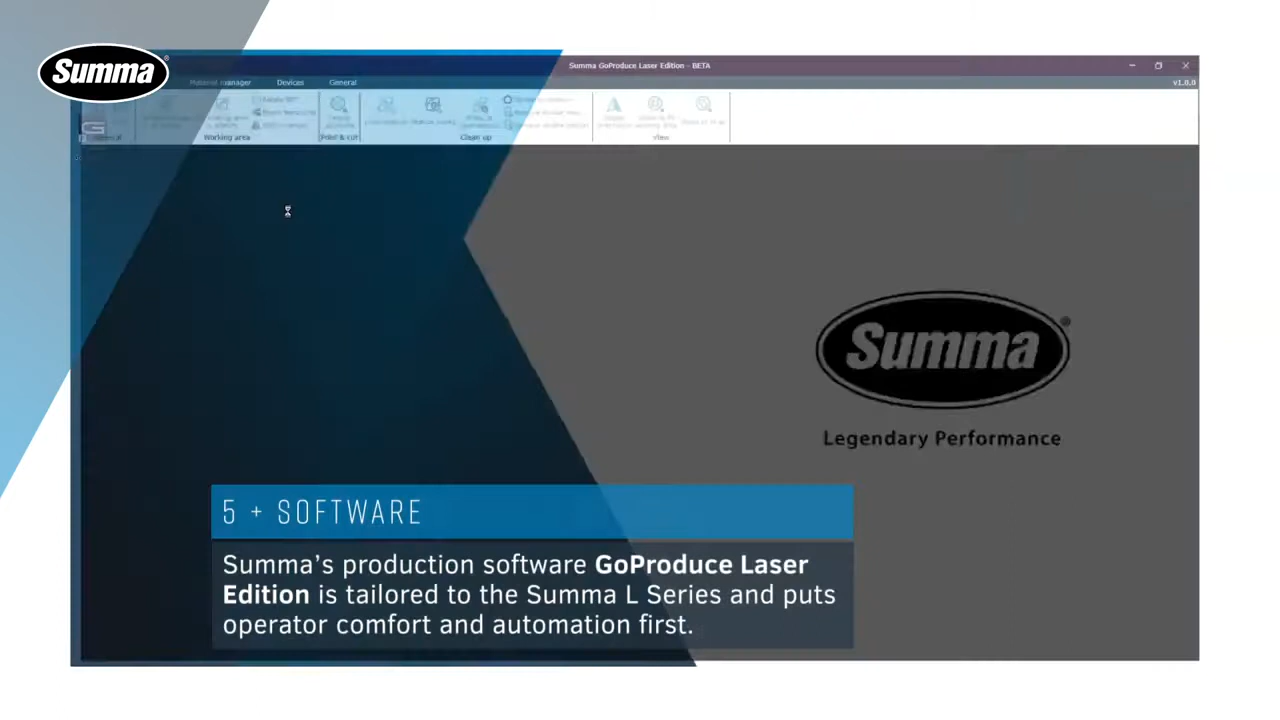 Summa
Summa GoProduce Laser Edition - BETA
Material manager Devices General
v1.0.0
Working area Print & cut Clean up View
Summa
Legendary Performance
5 + SOFTWARE
Summa's production software GoProduce Laser
Edition is tailored to the Summa L Series and puts
operator comfort and automation first.